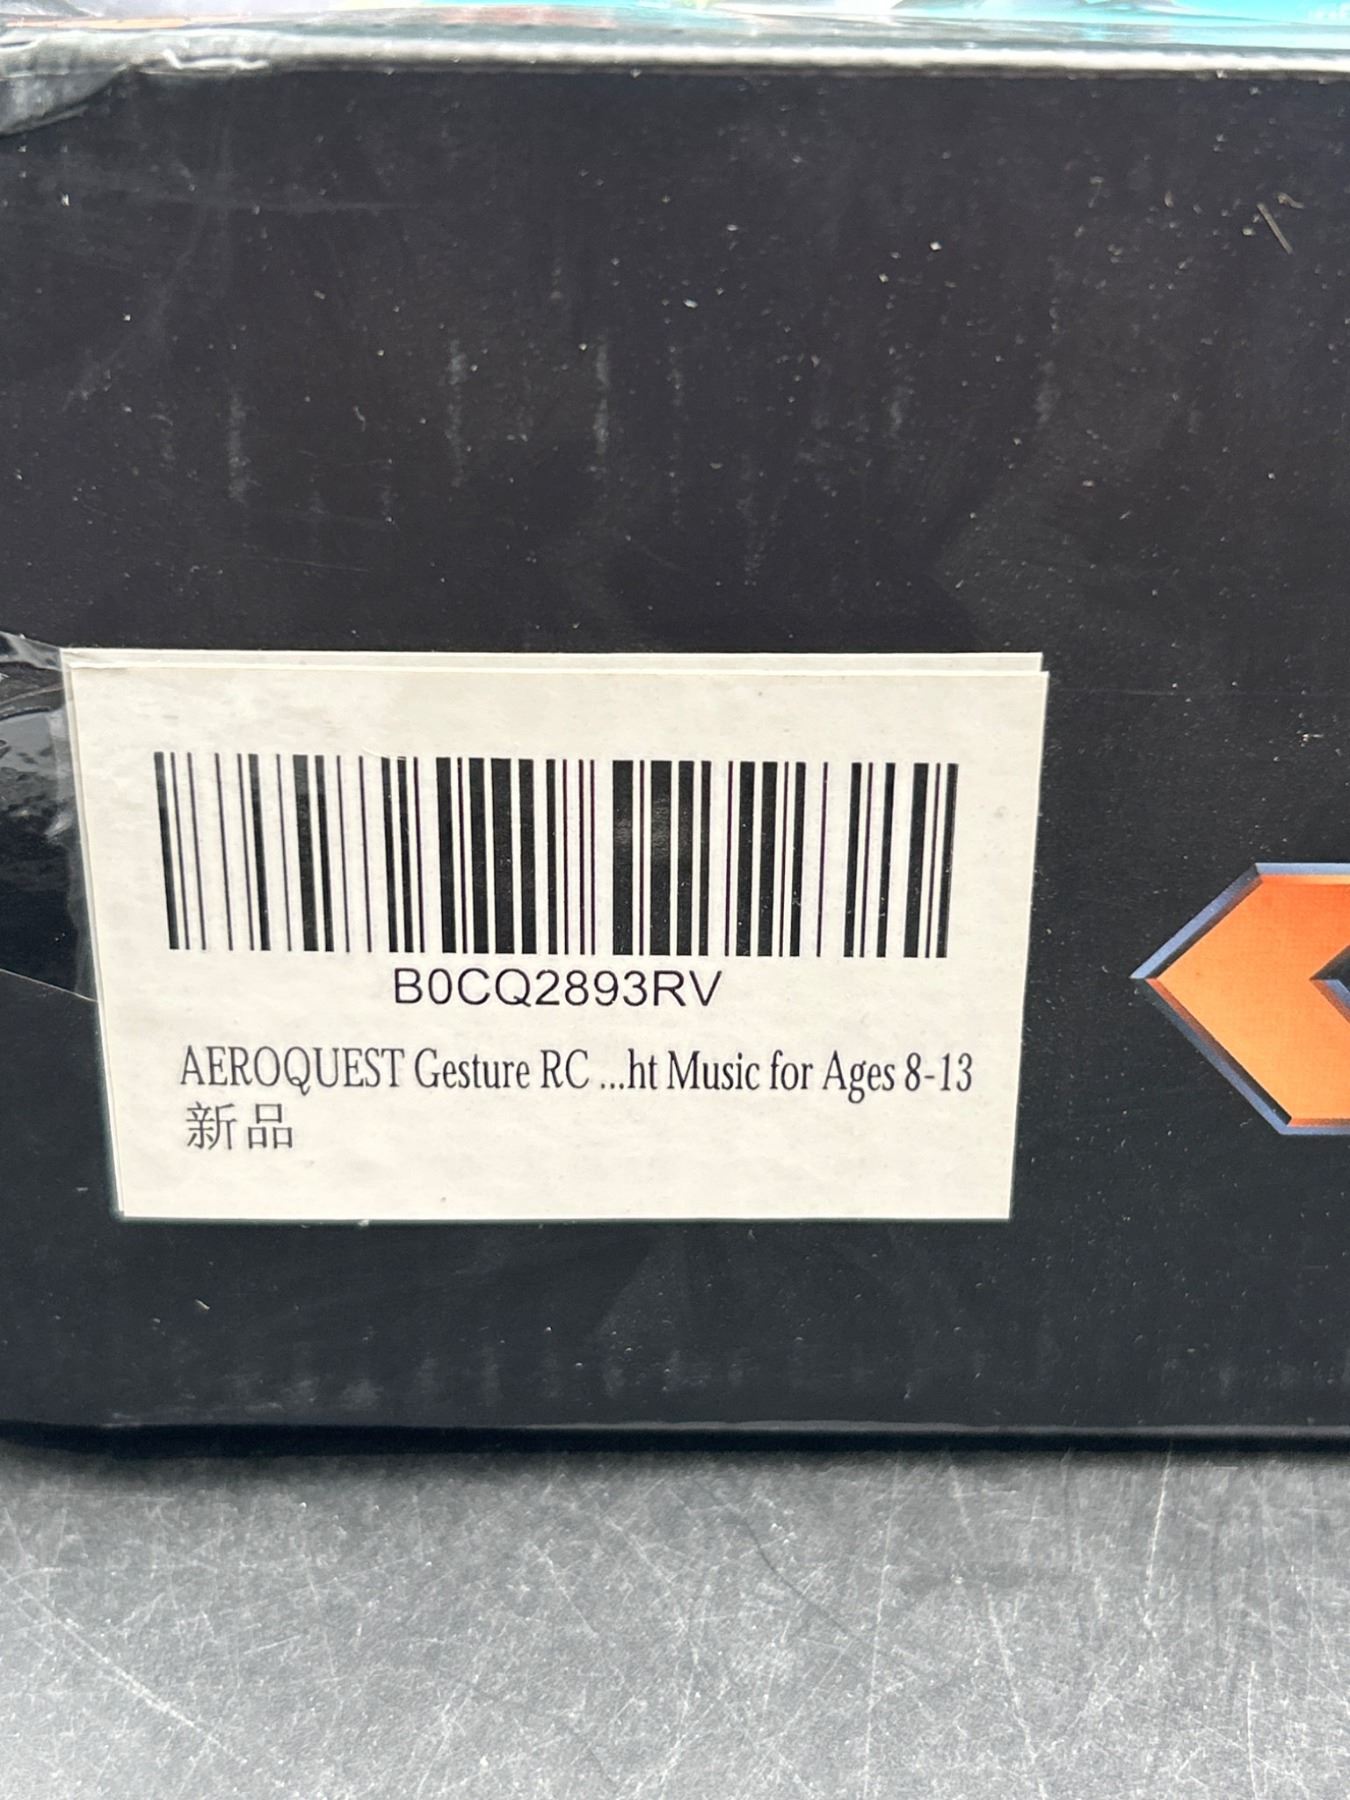 B0CQ2893RV
AEROQUEST Gesture RC ...ht Music for Ages 8-13
新品